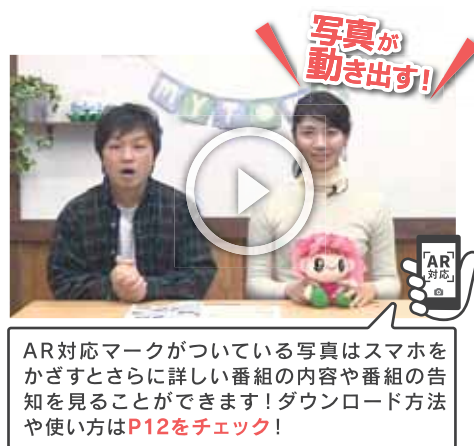 写真が
動き出す！
MYTO
AR
対応
AR対応マークがついている写真はスマホを
かざすとさらに詳しい番組の内容や番組の告
知を見ることができます！ダウンロード方法
や使い方はP12をチェック！